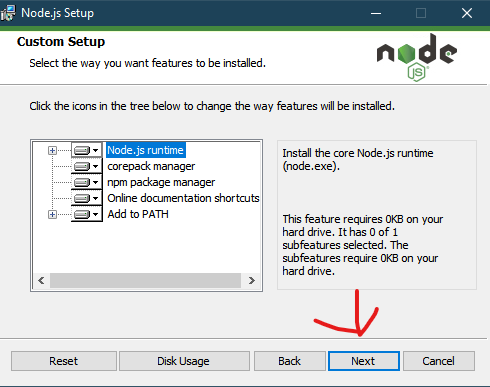 Node.js Setup
Custom Setup
Select the way you want features to be installed.
node
JS
Click the icons in the tree below to change the way features will be installed.
Node.js runtime
corepack manager
npm package manager
Online documentation shortcuts
Add to PATH
Install the core Node.js runtime
(node.exe).
This feature requires 0KB on your
hard drive. It has 0 of 1
subfeatures selected. The
subfeatures require 0KB on your
hard drive.
Reset
Disk Usage
Back
Next
Cancel